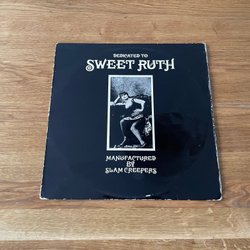 DEDICATED TO
SWEET RUTH
MANUFACTURED
BY
SLAM CREEPERS